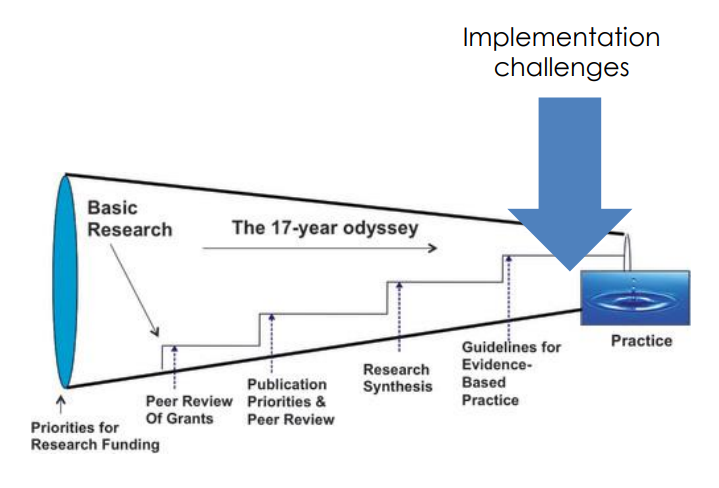 Implementation
challenges
Basic
Research
The 17-year odyssey
Priorities for
Research Funding
Peer Review
Of Grants
Publication
Priorities &
Peer Review
Research
Synthesis
Guidelines for
Evidence-
Based
Practice
Practice